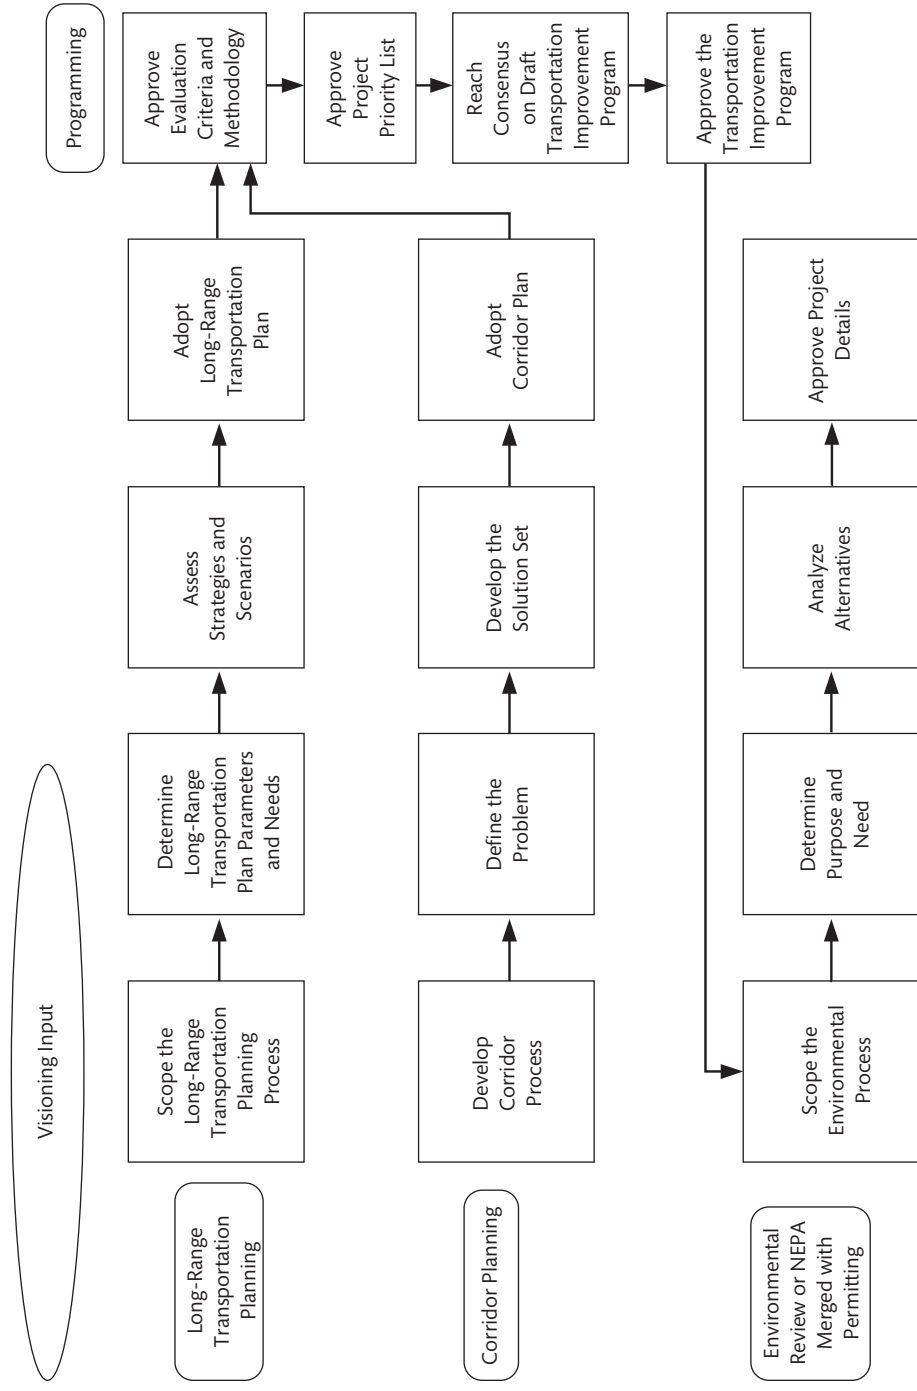 Visioning Input
Programming
Long-Range
Transportation
Planning
Scope the
Long-Range
Transportation
Planning
Process
Determine
Long-Range
Transportation
Plan Parameters
and Needs
Assess
Strategies and
Scenarios
Adopt
Long-Range
Transportation
Plan
Approve
Evaluation
Criteria and
Methodology
Approve
Project
Priority List
Reach
Consensus
on Draft
Transportation
Improvement
Program
Approve the
Transportation
Improvement
Program
Corridor Planning
Develop
Corridor
Process
Define the
Problem
Develop the
Solution Set
Adopt
Corridor Plan
Environmental
Review or NEPA
Merged with
Permitting
Scope the
Environmental
Process
Determine
Purpose and
Need
Analyze
Alternatives
Approve Project
Details